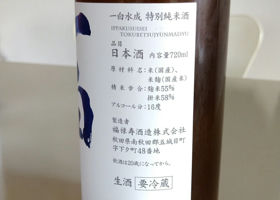 一白水成 特別純米酒
IPPAKUSUISEI
TOKUBETSUJYUNMAISYU
品目
日本酒 内容量720ml
原材料名:米(国産)、
米麹(国産米)
精米歩合:麹米55%
掛米58%
アルコール分:16度
製造者
福禄寿酒造株式会社
秋田県南秋田郡五城目町
字下タ町48番地
飲酒は20歳になってから。
生酒 要冷蔵